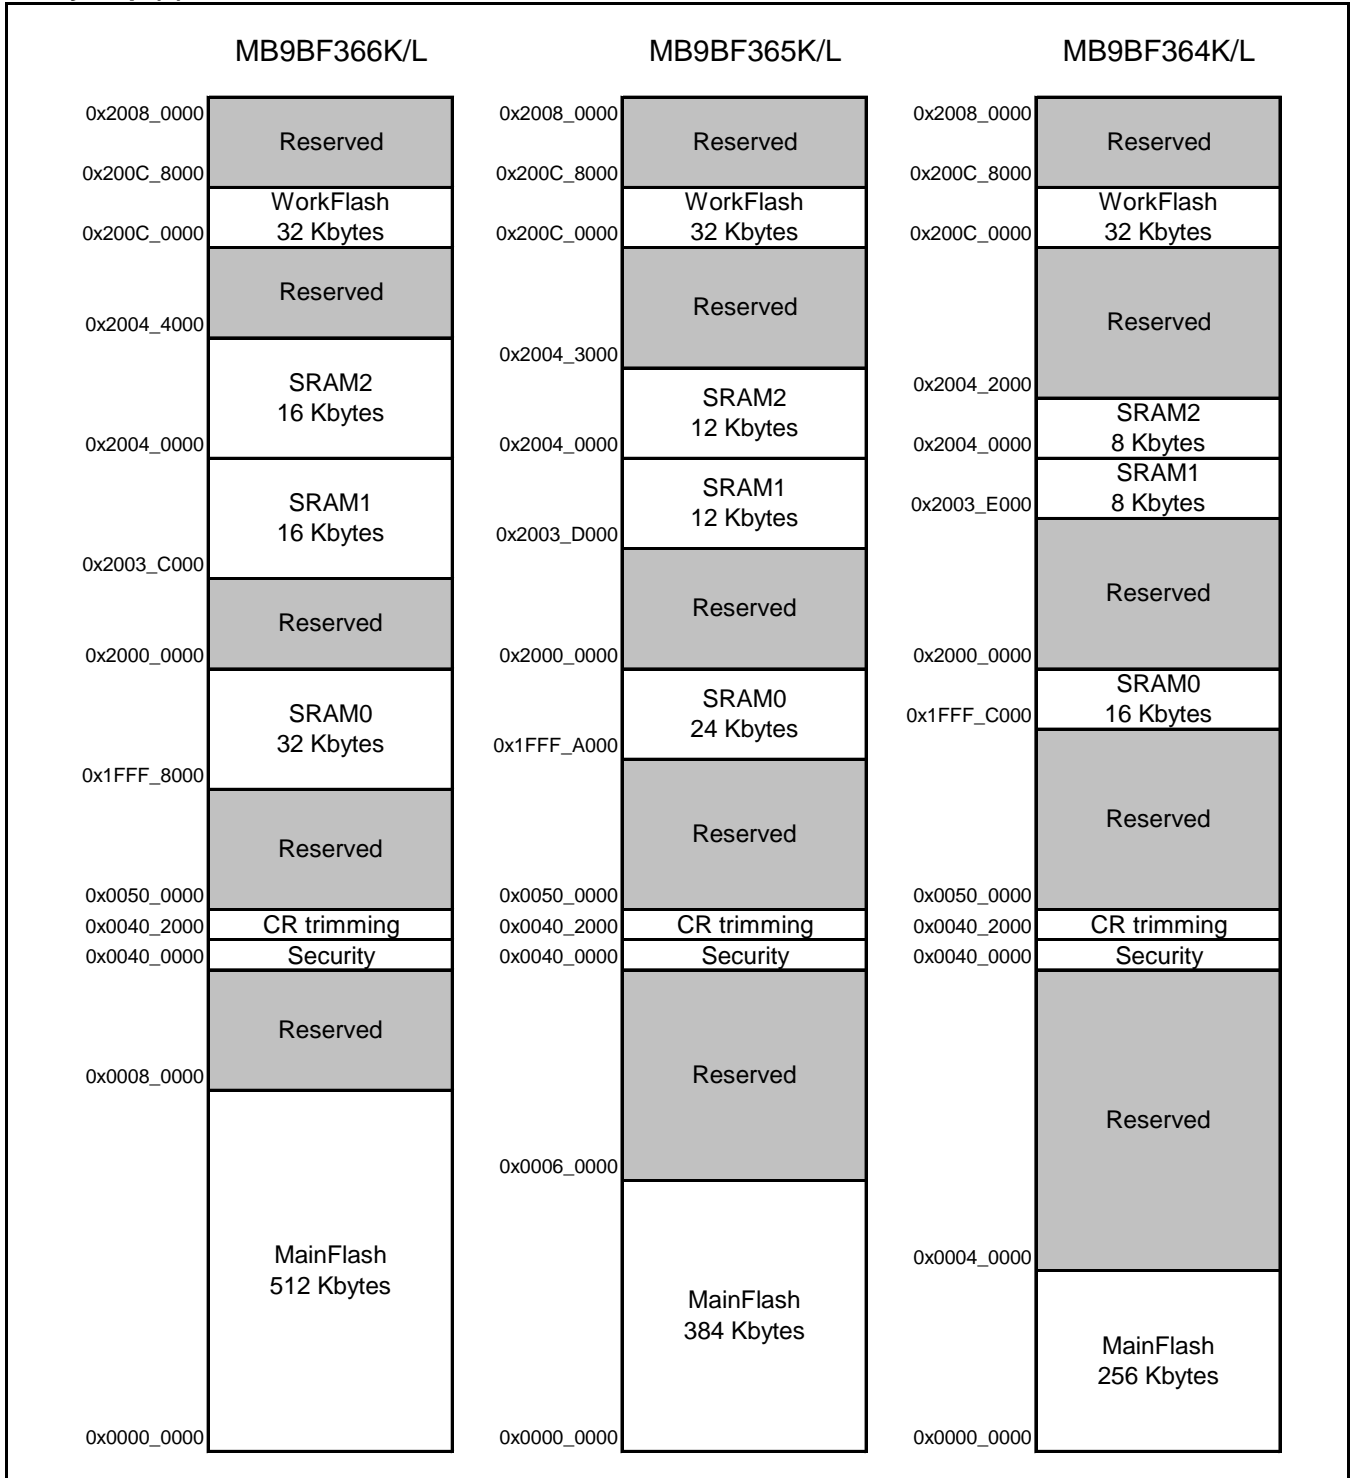 MB9BF366K/L
0x2008_0000
Reserved
0x200C_8000
WorkFlash
32 Kbytes
0x200C_0000
Reserved
0x2004_4000
SRAM2
16 Kbytes
0x2004_0000
SRAM1
16 Kbytes
0x2003_C000
Reserved
0x2000_0000
SRAM0
32 Kbytes
0x1FFF_8000
Reserved
0x0050_0000
CR trimming
0x0040_2000
Security
0x0040_0000
Reserved
0x0008_0000
MainFlash
512 Kbytes
0x0000_0000
MB9BF365K/L
0x2008_0000
Reserved
0x200C_8000
WorkFlash
32 Kbytes
0x200C_0000
Reserved
0x2004_3000
SRAM2
12 Kbytes
0x2004_0000
SRAM1
12 Kbytes
0x2003_D000
Reserved
0x2000_0000
SRAM0
24 Kbytes
0x1FFF_A000
Reserved
0x0050_0000
CR trimming
0x0040_2000
Security
0x0040_0000
Reserved
0x0006_0000
MainFlash
384 Kbytes
0x0000_0000
MB9BF364K/L
0x2008_0000
Reserved
0x200C_8000
WorkFlash
32 Kbytes
0x200C_0000
Reserved
0x2004_2000
SRAM2
8 Kbytes
0x2004_0000
SRAM1
8 Kbytes
0x2003_E000
Reserved
0x2000_0000
SRAM0
16 Kbytes
0x1FFF_C000
Reserved
0x0050_0000
CR trimming
0x0040_2000
Security
0x0040_0000
Reserved
0x0004_0000
MainFlash
256 Kbytes
0x0000_0000